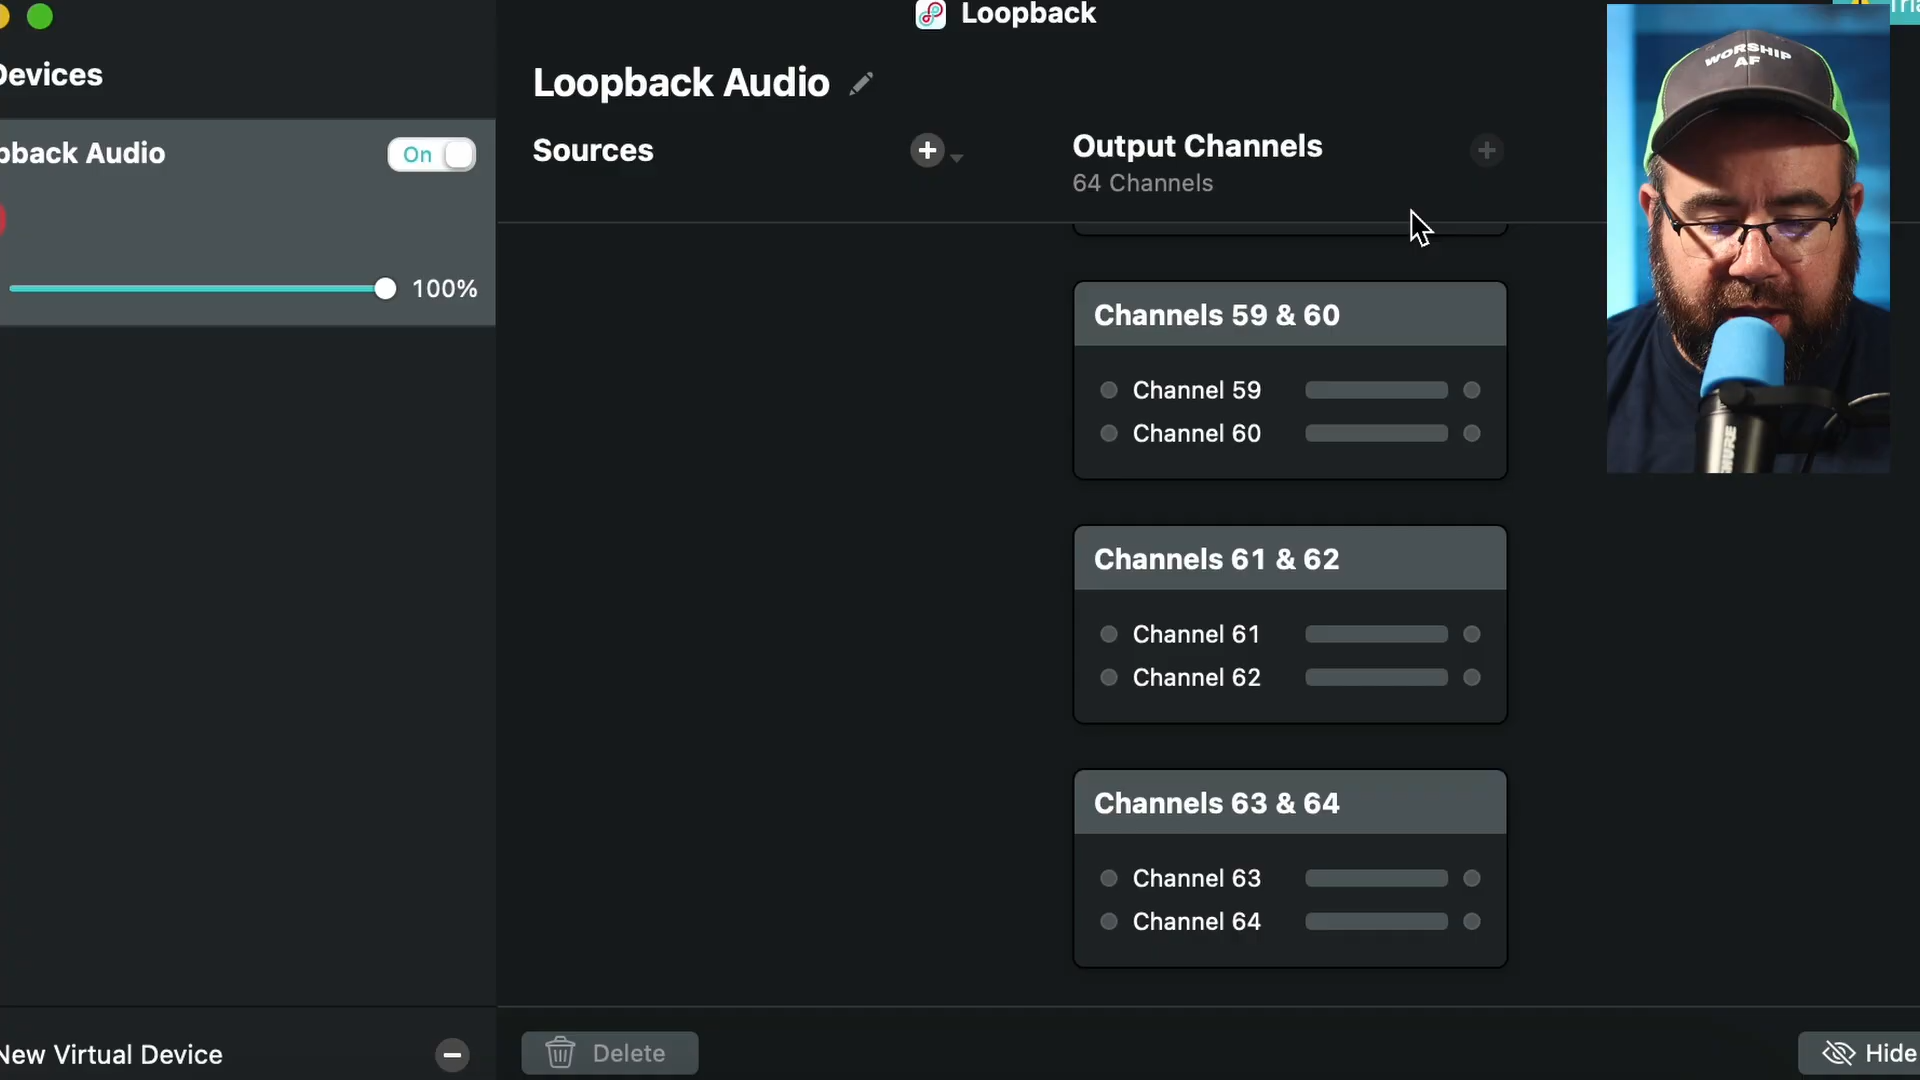 Loopback
Devices
Loopback Audio
Sources
Output Channels
64 Channels
pback Audio
On
100%
WORSHIP
AF
Channels 59 & 60
Channel 59
Channel 60
Channels 61 & 62
Channel 61
Channel 62
Channels 63 & 64
Channel 63
Channel 64
New Virtual Device
Delete
Hide